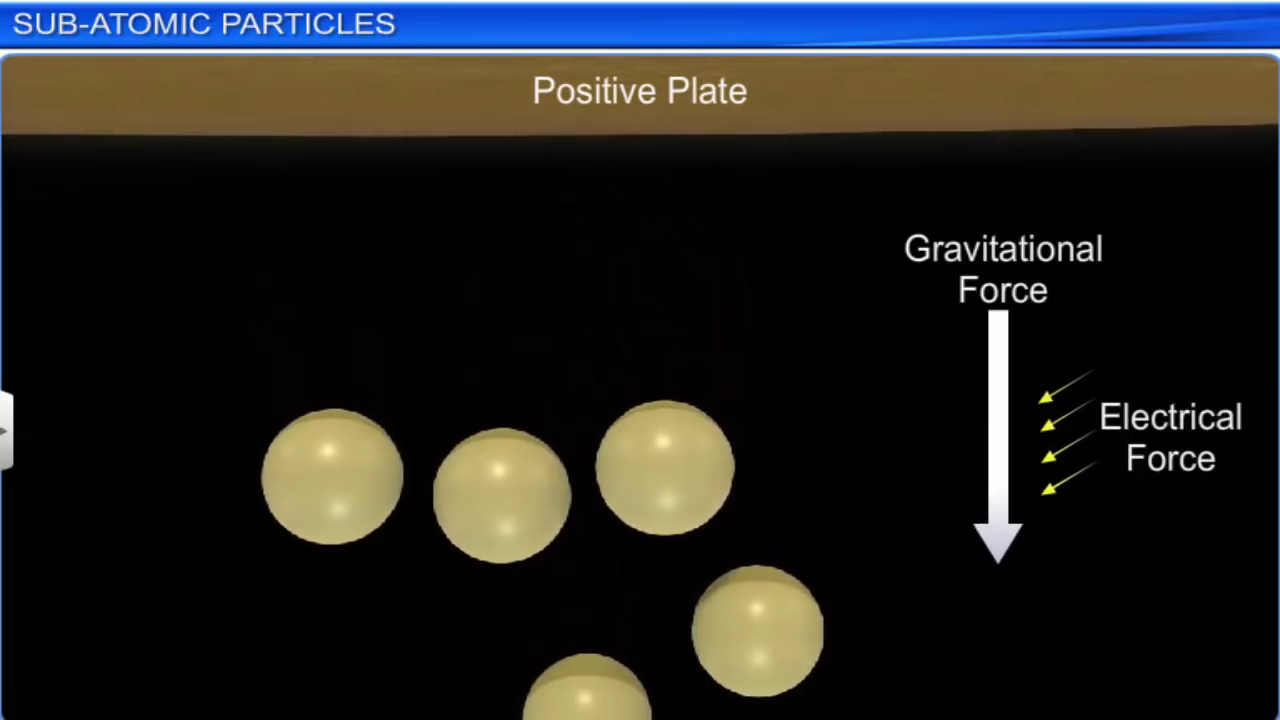 SUB-ATOMIC PARTICLES
Positive Plate
Gravitational
Force
Electrical
Force